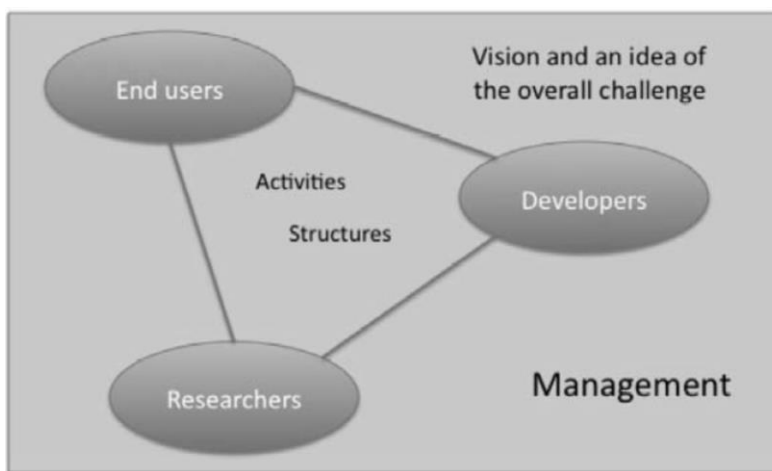 End users
Vision and an idea of
the overall challenge
Activities
Developers
Structures
Researchers
Management